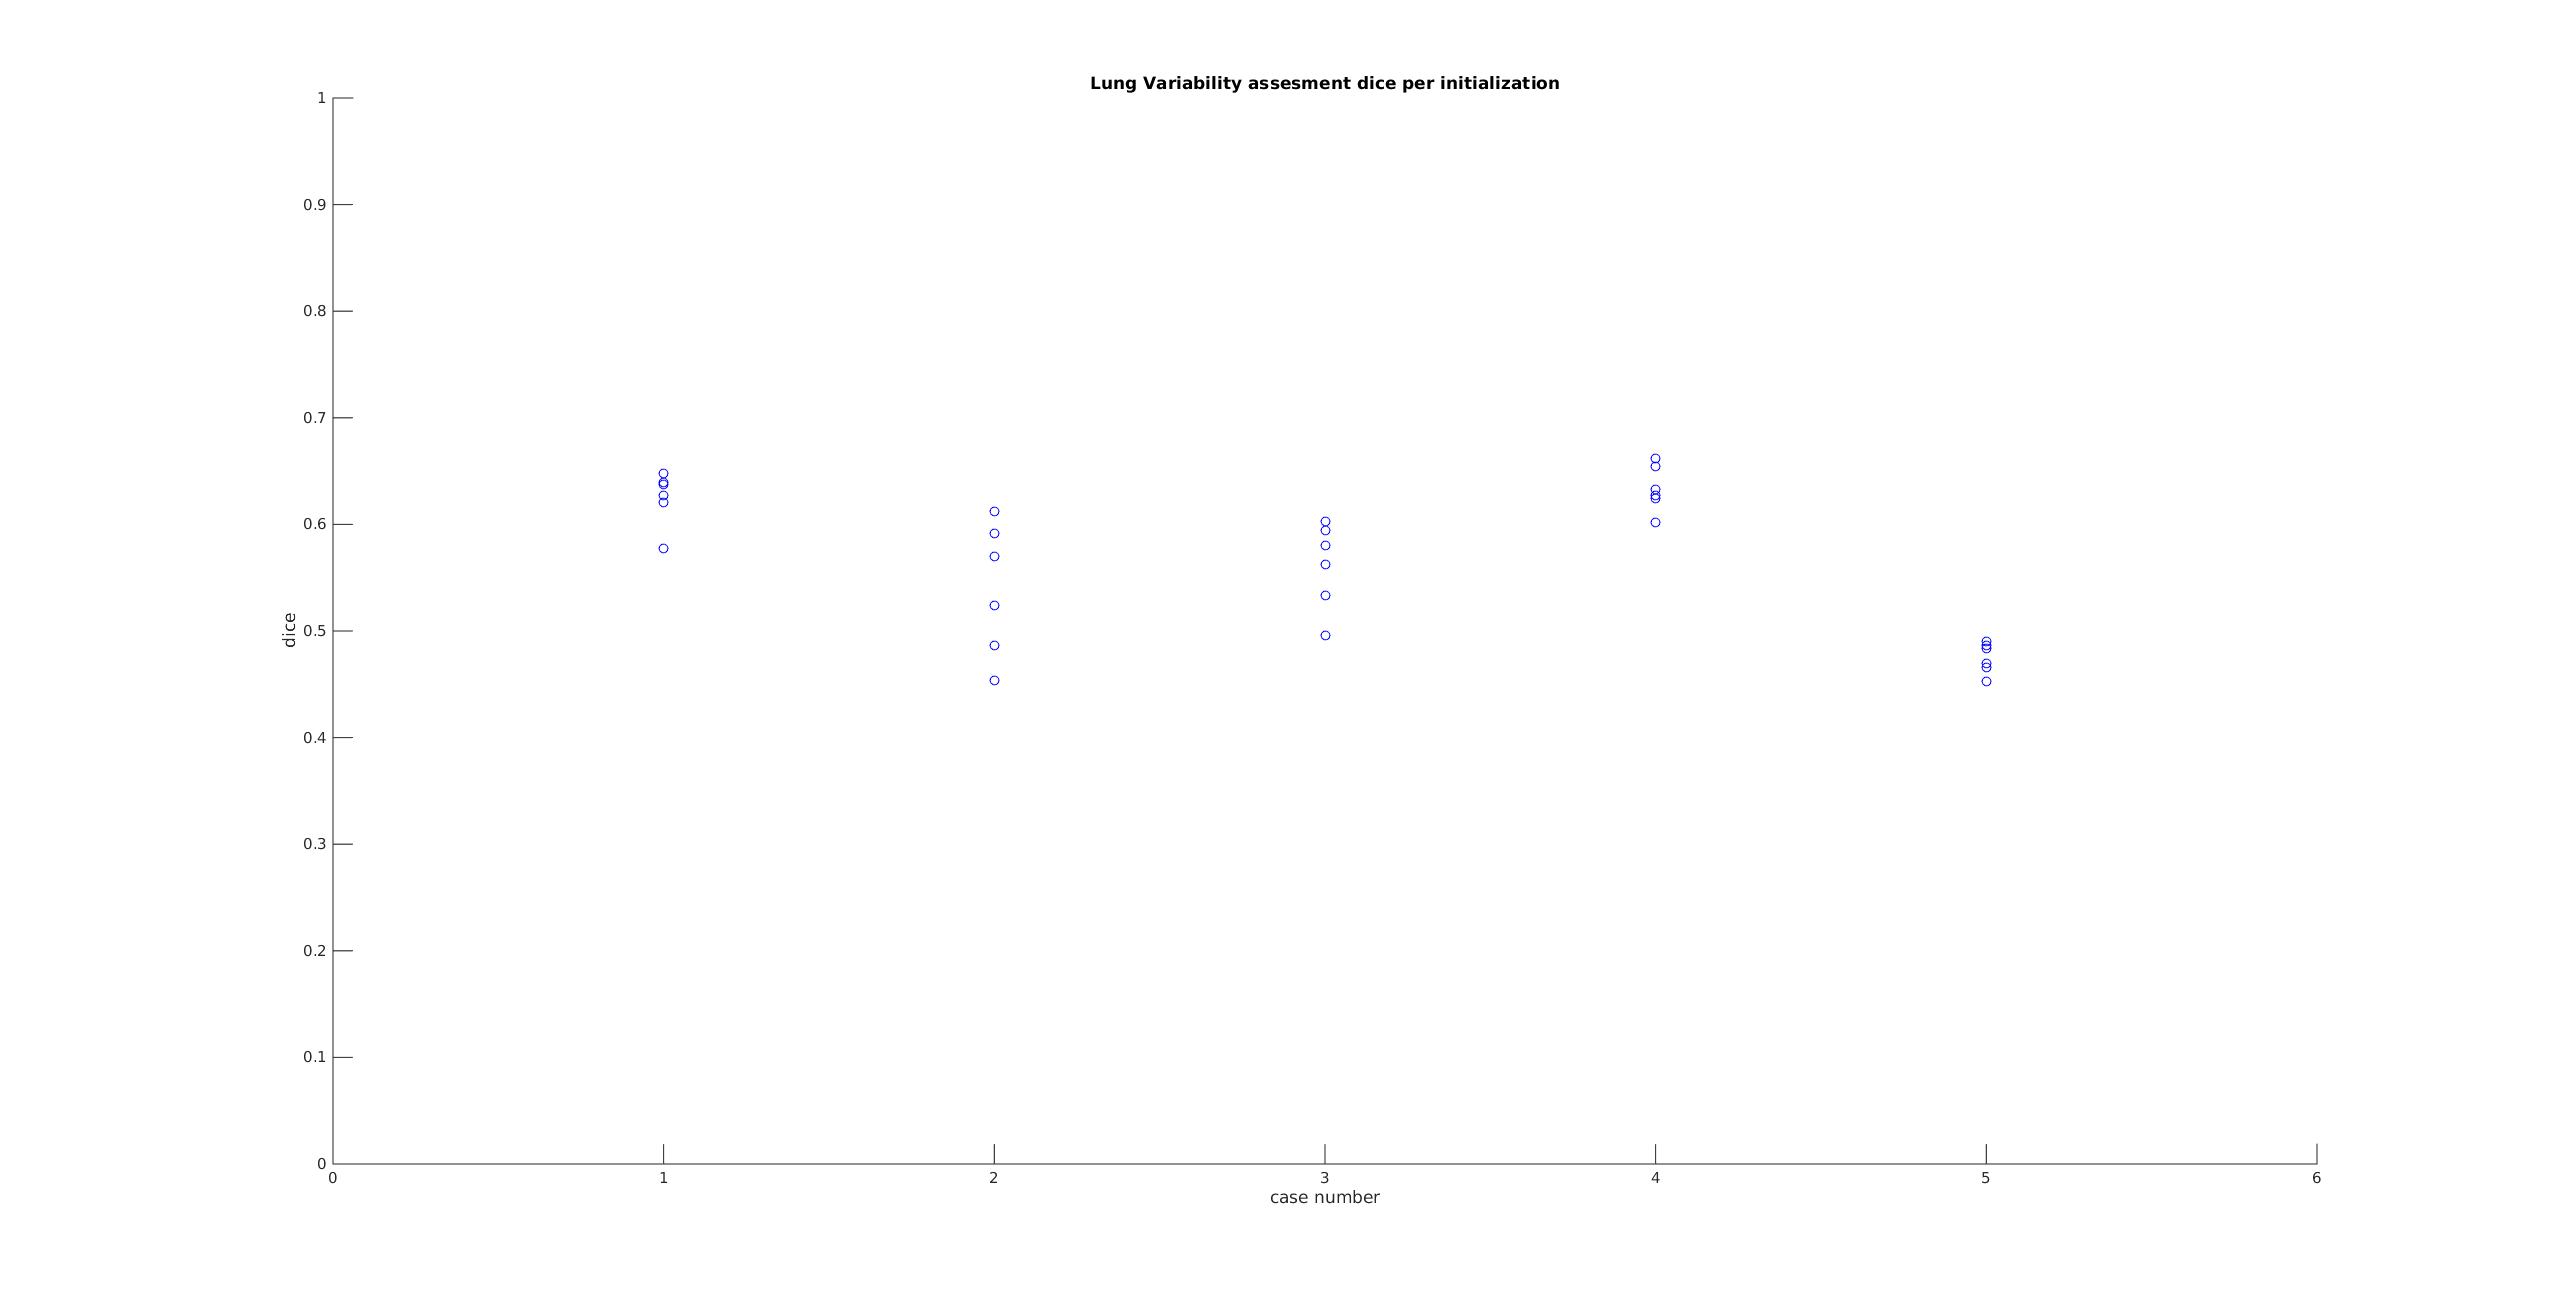 Lung Variability assesment dice per initialization
1
0.9
0.8
0.7
0.6
0.5
0.4
0.3
0.2
0.1
0
dice
0 1 2 3 4 5 6
case number